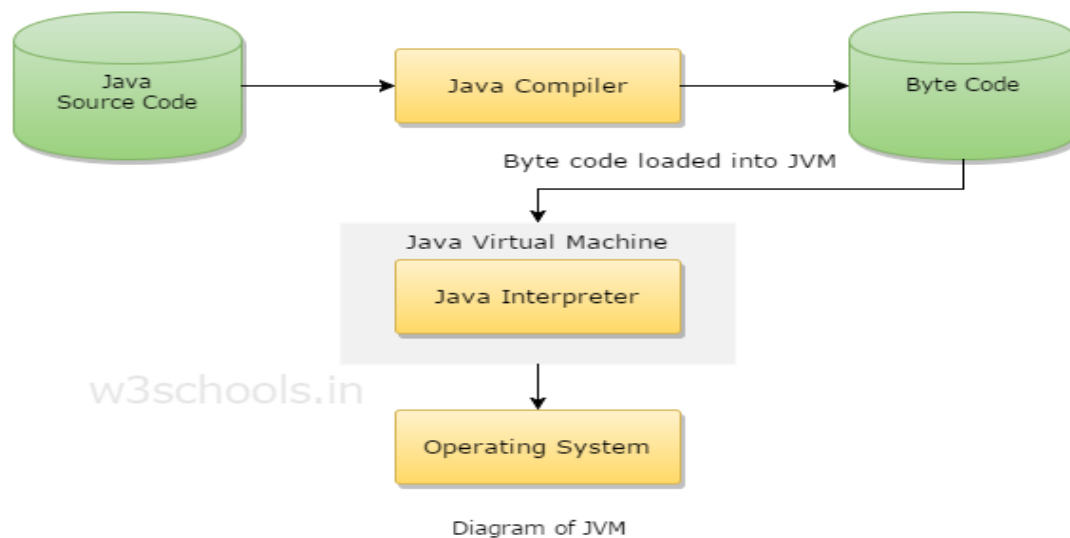 Java
Source Code
Java Compiler
Byte Code
Byte code loaded into JVM
Java Virtual Machine
Java Interpreter
w3schools.in
Operating System
Diagram of JVM